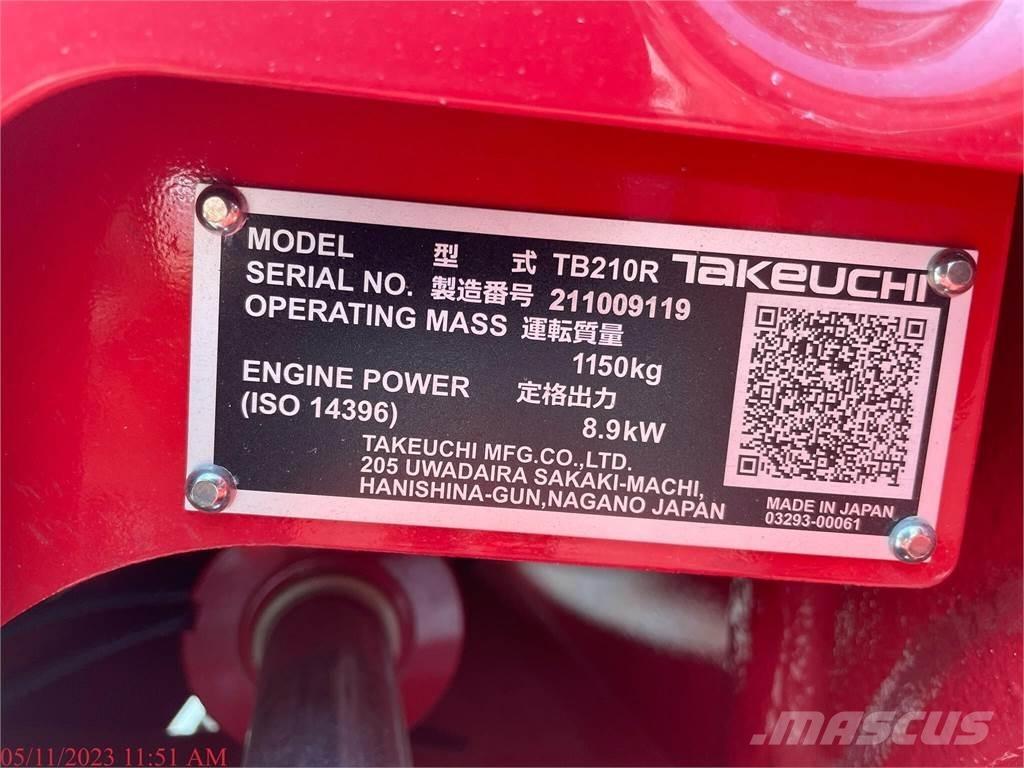 MODEL 型 式 TB210R TAKEUCHI
SERIAL NO. 製造番号 211009119
OPERATING MASS 運転質量
1150kg
ENGINE POWER 定格出力
(ISO 14396) 8.9kW
TAKEUCHI MFG.CO.,LTD.
205 UWADAIRA SAKAKI-MACHI,
HANISHINA-GUN,NAGANO JAPAN
MADE IN JAPAN
03293-00061
MASCUS
05/11/2023 11:51 AM